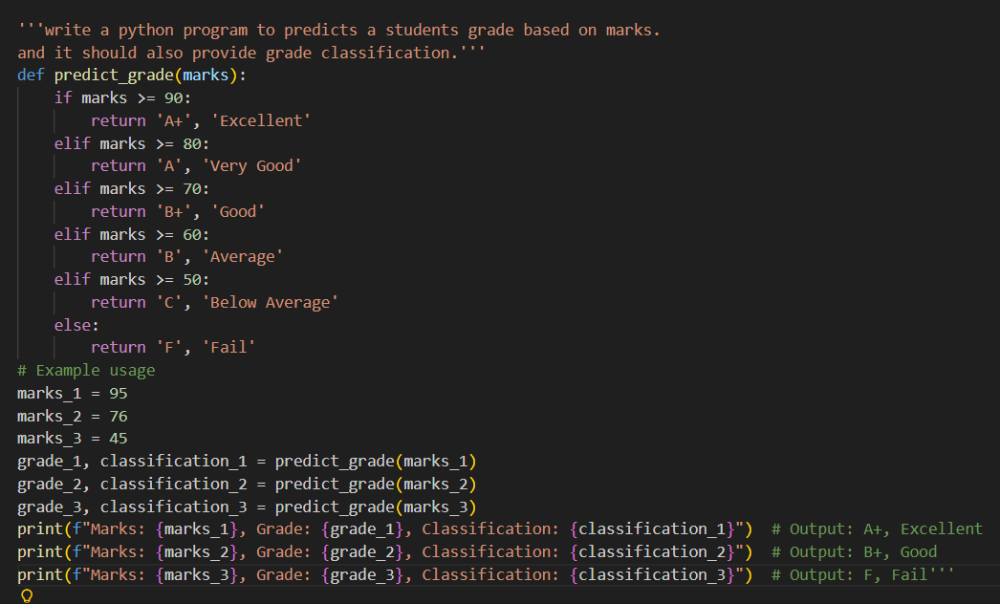 '''write a python program to predicts a students grade based on marks.
and it should also provide grade classification.'''
def predict_grade(marks):
    if marks >= 90:
        return 'A+', 'Excellent'
    elif marks >= 80:
        return 'A', 'Very Good'
    elif marks >= 70:
        return 'B+', 'Good'
    elif marks >= 60:
        return 'B', 'Average'
    elif marks >= 50:
        return 'C', 'Below Average'
    else:
        return 'F', 'Fail'
# Example usage
marks_1 = 95
marks_2 = 76
marks_3 = 45
grade_1, classification_1 = predict_grade(marks_1)
grade_2, classification_2 = predict_grade(marks_2)
grade_3, classification_3 = predict_grade(marks_3)
print(f"Marks: {marks_1}, Grade: {grade_1}, Classification: {classification_1}")  # Output: A+, Excellent
print(f"Marks: {marks_2}, Grade: {grade_2}, Classification: {classification_2}")  # Output: B+, Good
print(f"Marks: {marks_3}, Grade: {grade_3}, Classification: {classification_3}")  # Output: F, Fail'''